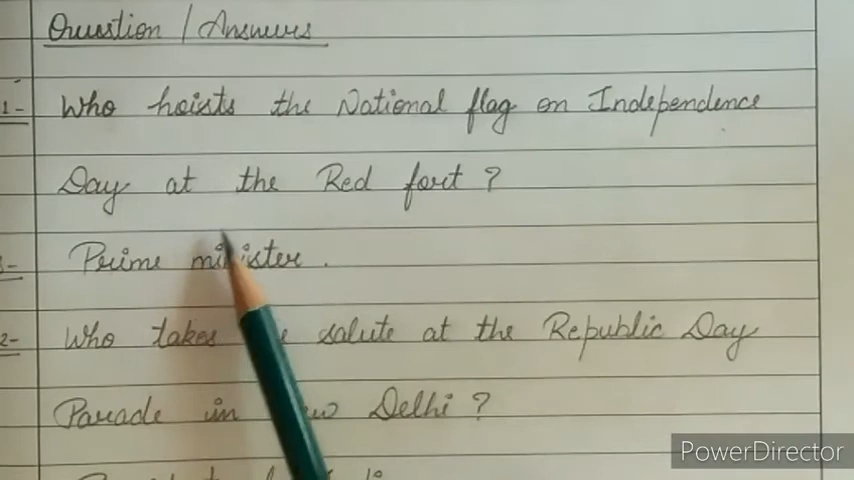 Question / Answers
1- Who hoists the National flag on Independence
Day at the Red fort ?
Prime minister .
2- Who takes salute at the Republic Day
Parade in Delhi ?
PowerDirector